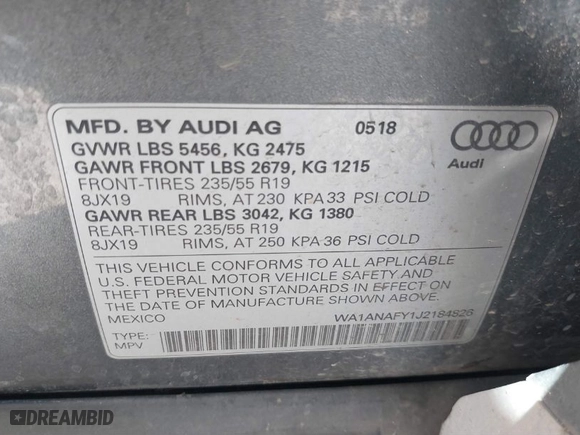 MFD. BY AUDI AG 0518
GVWR LBS 5456, KG 2475
GAWR FRONT LBS 2679, KG 1215
FRONT-TIRES 235/55 R19
8JX19 RIMS, AT 230 KPA 33 PSI COLD
GAWR REAR LBS 3042, KG 1380
REAR-TIRES 235/55 R19
8JX19 RIMS, AT 250 KPA 36 PSI COLD
Audi
THIS VEHICLE CONFORMS TO ALL APPLICABLE
U.S. FEDERAL MOTOR VEHICLE SAFETY AND
THEFT PREVENTION STANDARDS IN EFFECT ON
THE DATE OF MANUFACTURE SHOWN ABOVE.
MEXICO WA1ANAFY1J2184826
TYPE:
MPV
DREAMBID